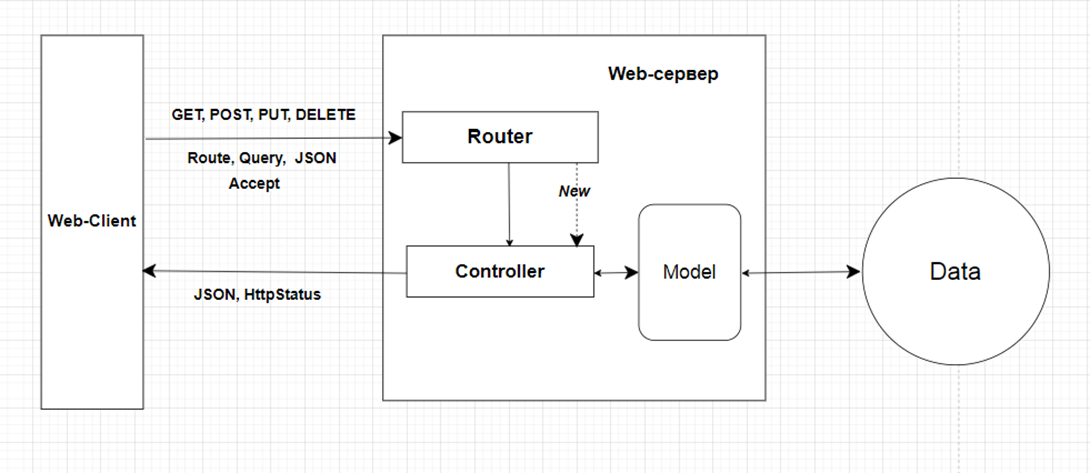 Web-сервер
GET, POST, PUT, DELETE
Router
Route, Query, JSON
Accept
New
Web-Client
Controller
Model
Data
JSON, HttpStatus